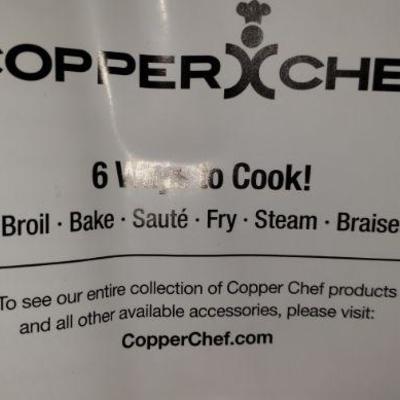 COPPER CHE
6 Ways to Cook!
Broil · Bake · Sauté · Fry · Steam · Braise
To see our entire collection of Copper Chef products
and all other available accessories, please visit:
CopperChef.com